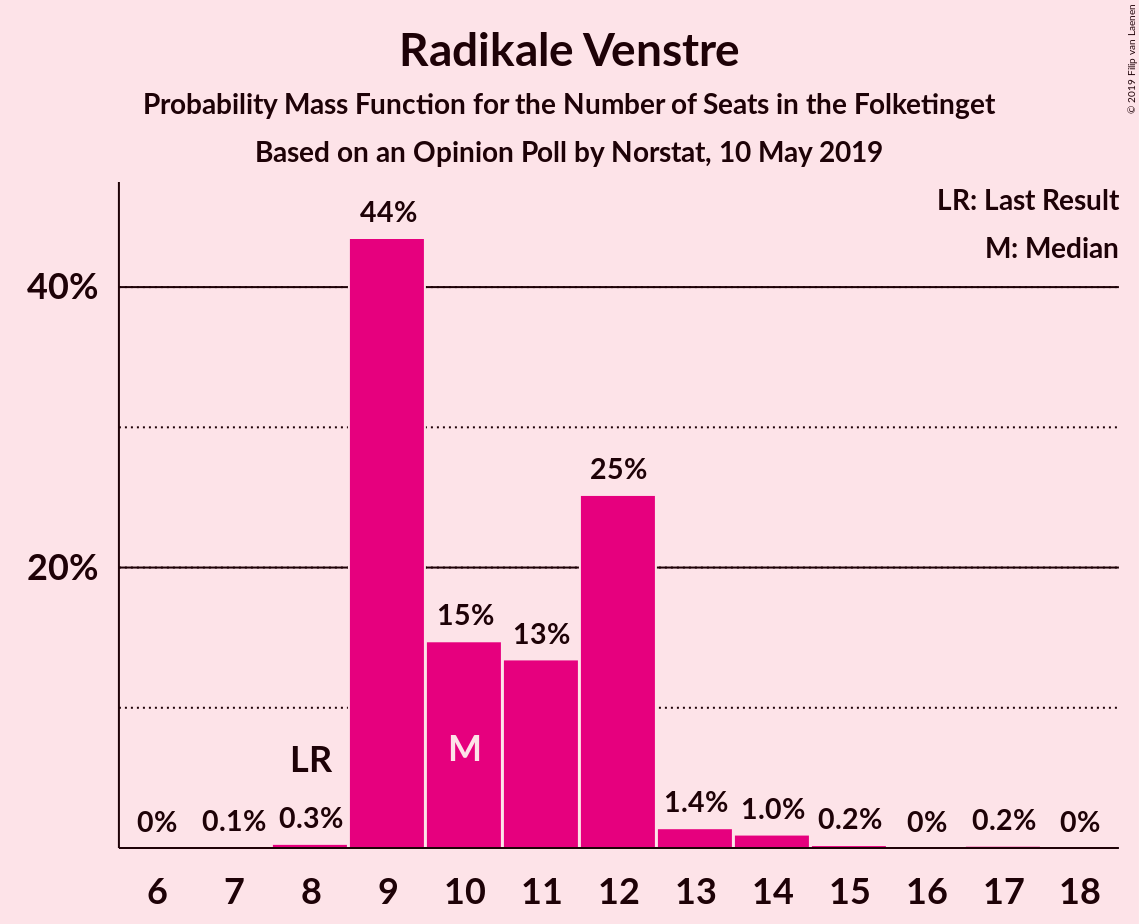 Radikale Venstre
Probability Mass Function for the Number of Seats in the Folketinget
Based on an Opinion Poll by Norstat, 10 May 2019
© 2019 Filip van Laenen
LR: Last Result
M: Median
44%
40%
25%
20%
15%
13%
M
LR
0%
0.1%
0.3%
1.4%
1.0%
0.2%
0%
0.2%
0%
6 7 8 9 10 11 12 13 14 15 16 17 18